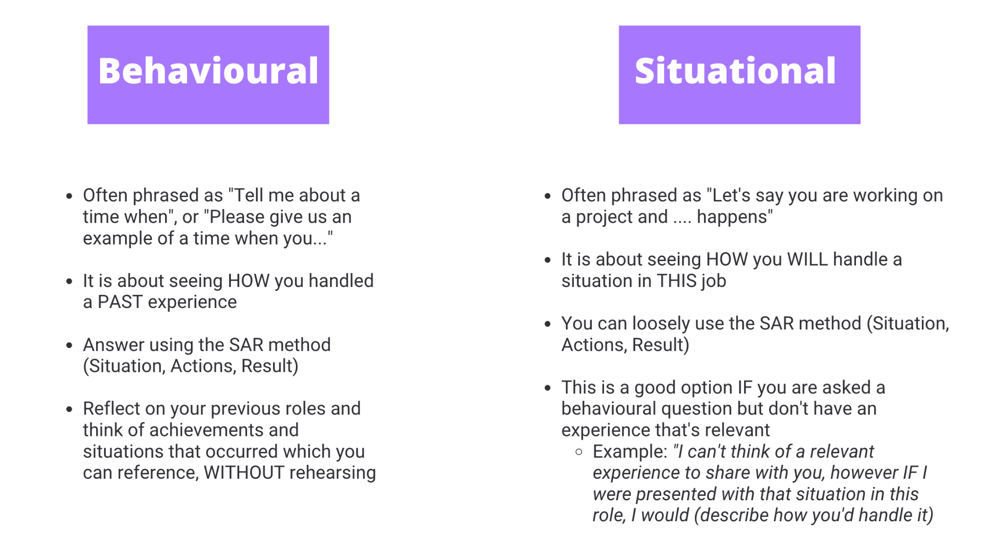 Behavioural
• Often phrased as "Tell me about a
time when", or "Please give us an
example of a time when you..."
• It is about seeing HOW you handled
a PAST experience
• Answer using the SAR method
(Situation, Actions, Result)
• Reflect on your previous roles and
think of achievements and
situations that occurred which you
can reference, WITHOUT rehearsing
Situational
• Often phrased as "Let's say you are working on
a project and .... happens"
• It is about seeing HOW you WILL handle a
situation in THIS job
• You can loosely use the SAR method (Situation,
Actions, Result)
• This is a good option IF you are asked a
behavioural question but don't have an
experience that's relevant
◦ Example: "I can't think of a relevant
experience to share with you, however IF I
were presented with that situation in this
role, I would (describe how you'd handle it)